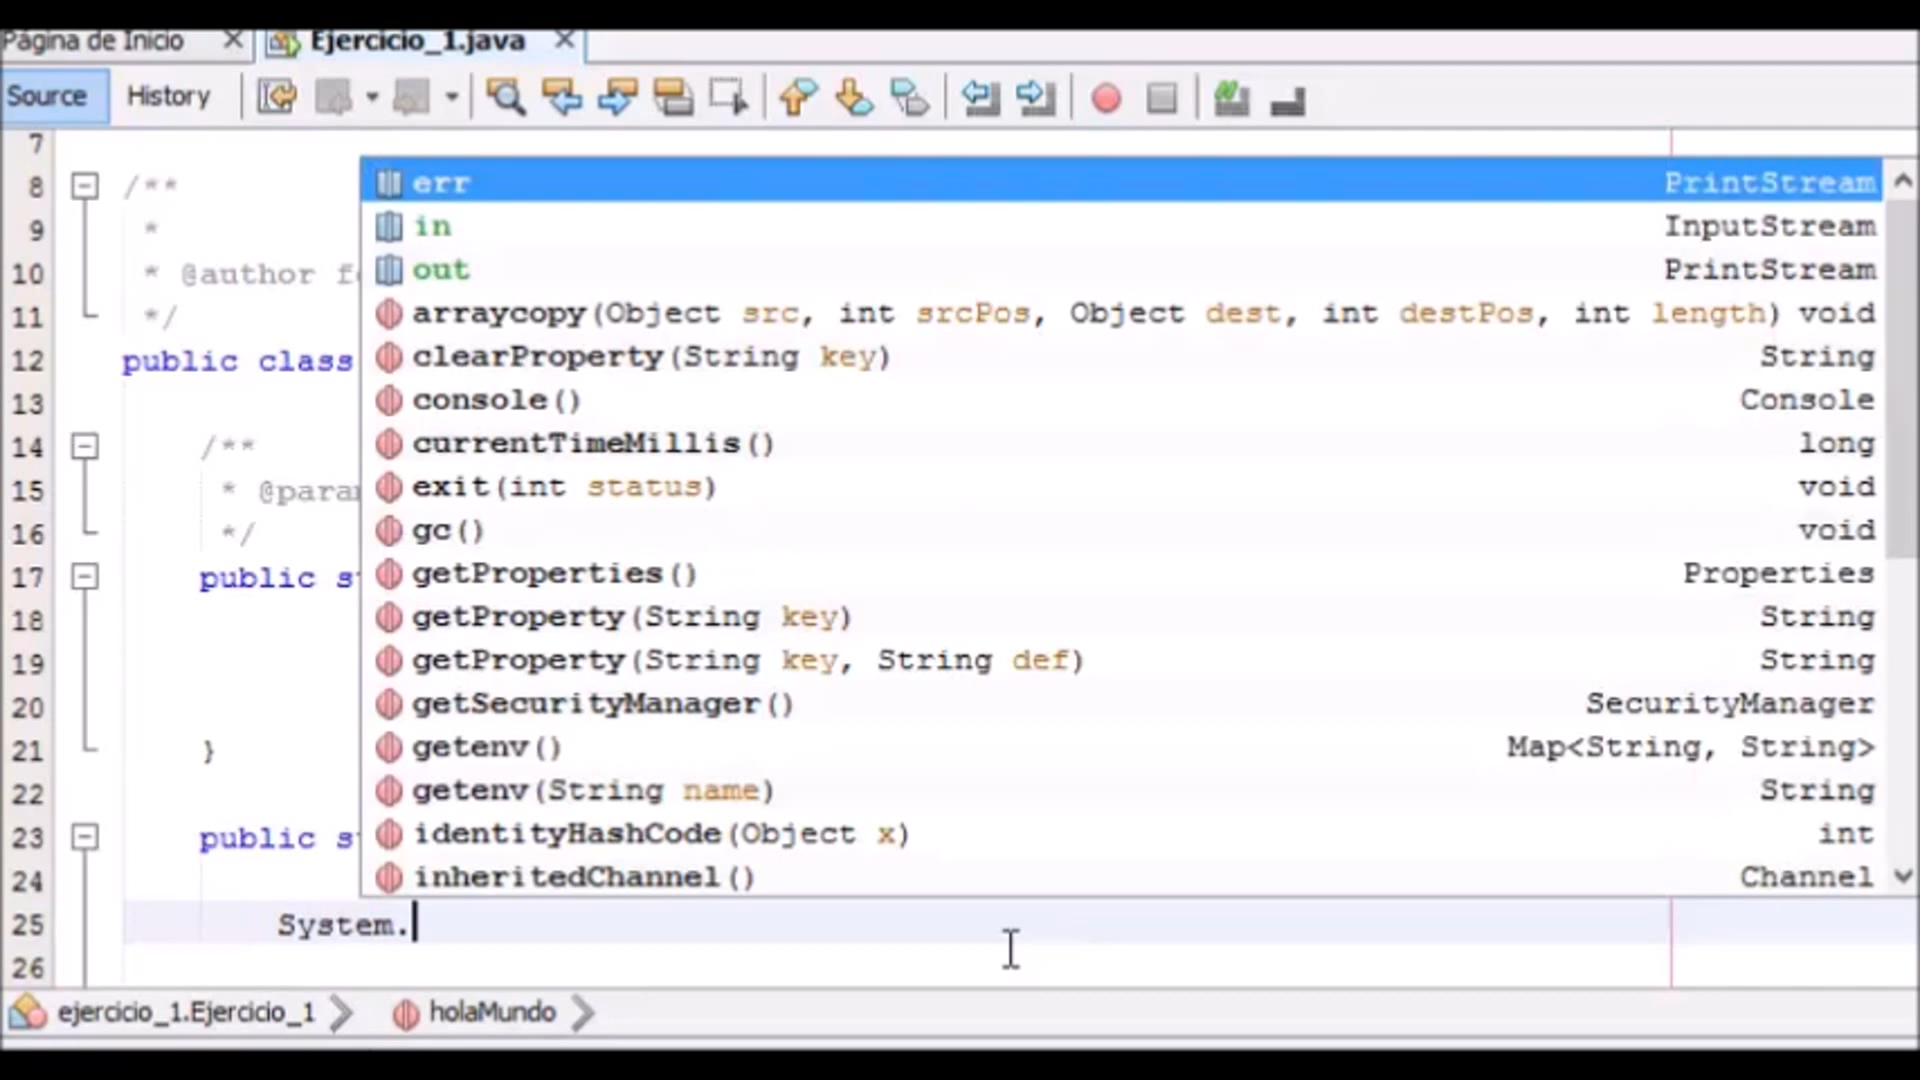 Página de Inicio
Ejercicio_1.java
Source History
7
8 /**
9 *
10 * @author
11 */
12 public class
13
14 /**
15 * @param
16 */
17 public
18
19
20
21 }
22
23 public
24
25 System.
26
err PrintStream
in InputStream
out PrintStream
arraycopy(Object src, int srcPos, Object dest, int destPos, int length) void
clearProperty(String key) String
console() Console
currentTimeMillis() long
exit(int status) void
gc() void
getProperties() Properties
getProperty(String key) String
getProperty(String key, String def) String
getSecurityManager() SecurityManager
getenv() Map<String, String>
getenv(String name) String
identityHashCode(Object x) int
inheritedChannel() Channel
ejercicio_1.Ejercicio_1 holaMundo